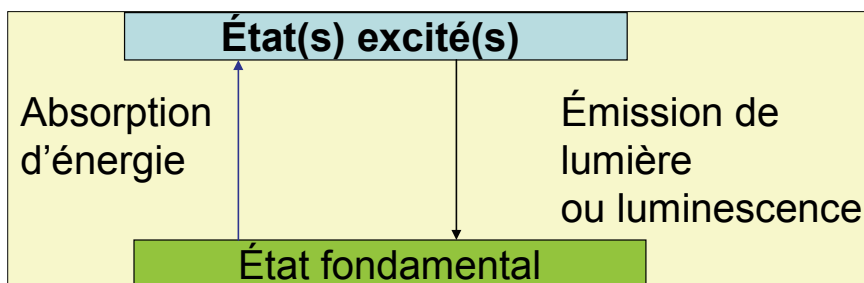 État(s) excité(s)
Absorption
d’énergie
Émission de
lumière
ou luminescence
État fondamental